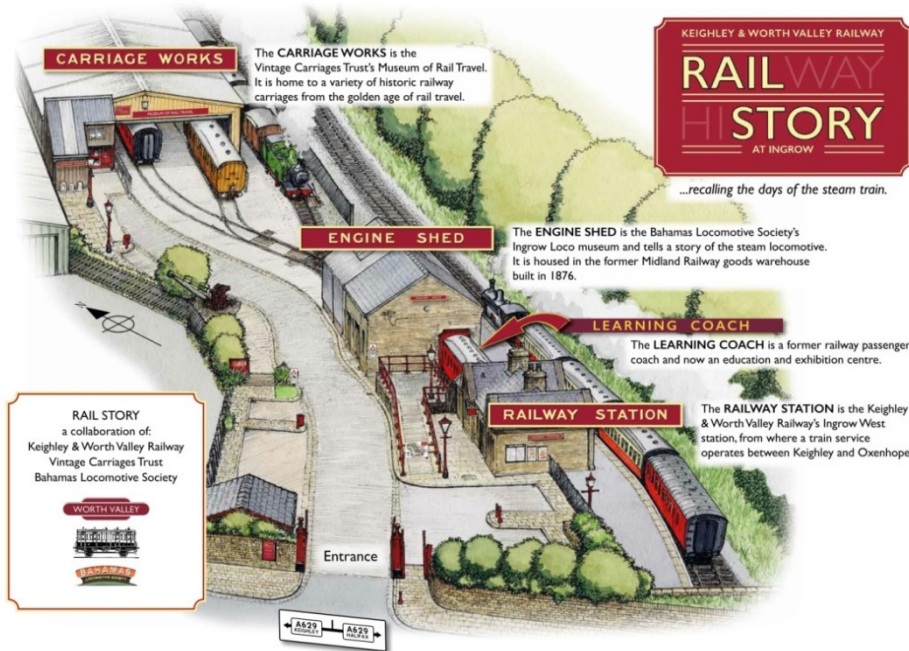 CARRIAGE WORKS
The CARRIAGE WORKS is the
Vintage Carriages Trust's Museum of Rail Travel.
It is home to a variety of historic railway
carriages from the golden age of rail travel.
KEIGHLEY & WORTH VALLEY RAILWAY
RAILWAY
HISTORY
AT INGROW
...recalling the days of the steam train.
MUSEUM OF RAIL TRAVEL
ENGINE SHED
The ENGINE SHED is the Bahamas Locomotive Society's
Ingrow Loco museum and tells a story of the steam locomotive.
It is housed in the former Midland Railway goods warehouse
built in 1876.
LEARNING COACH
The LEARNING COACH is a former railway passenger
coach and now an education and exhibition centre.
RAILWAY STATION
The RAILWAY STATION is the Keighley
& Worth Valley Railway's Ingrow West
station, from where a train service
operates between Keighley and Oxenhope
RAIL STORY
a collaboration of:
Keighley & Worth Valley Railway
Vintage Carriages Trust
Bahamas Locomotive Society
WORTH VALLEY
BAHAMAS
LOCOMOTIVE SOCIETY
Entrance
A629
KEIGHLEY
A629
HALIFAX